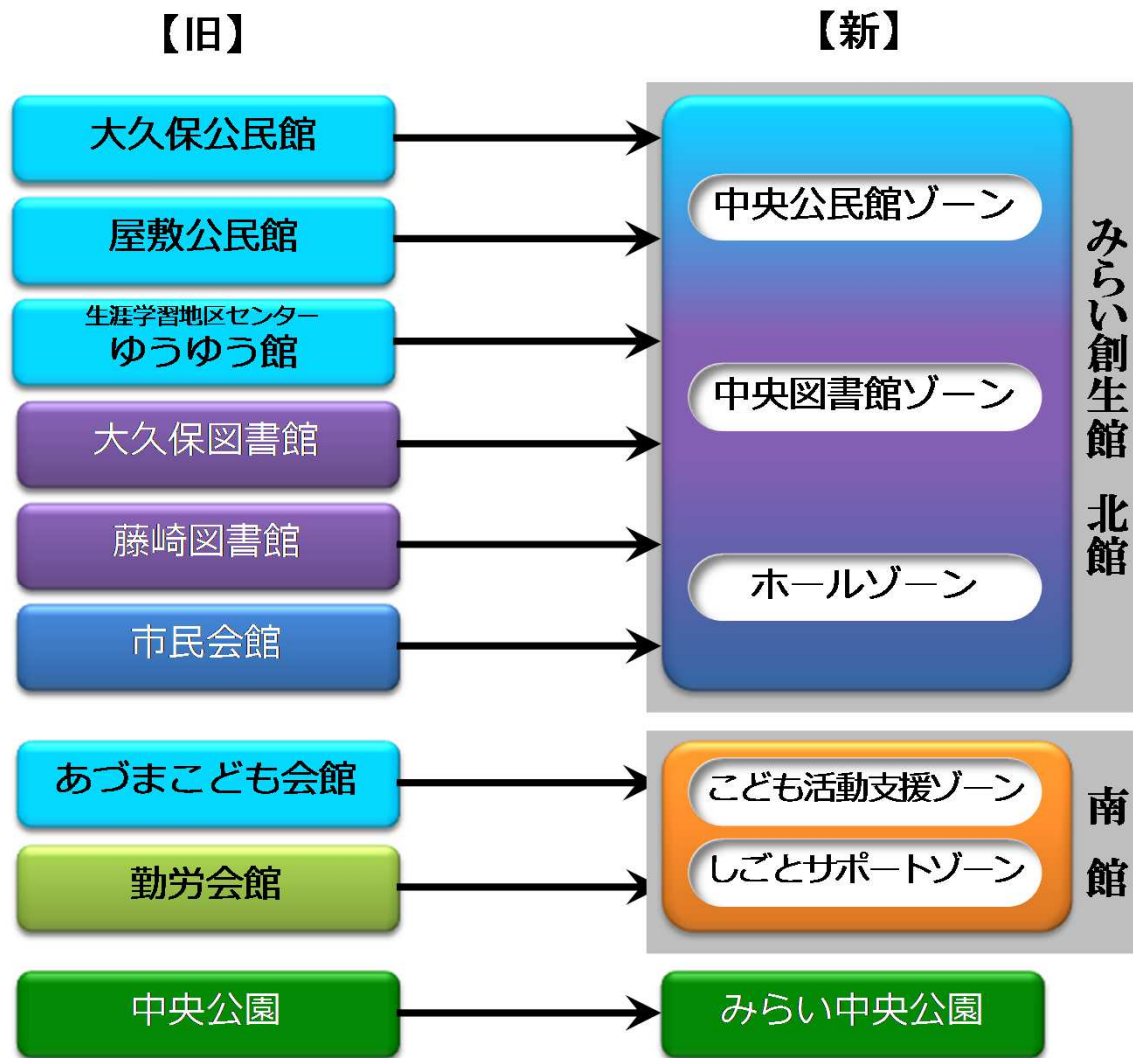 【旧】
【新】
大久保公民館
屋敷公民館
生涯学習地区センター
ゆうゆう館
大久保図書館
藤崎図書館
市民会館
中央公民館ゾーン
中央図書館ゾーン
ホールゾーン
みらい創生館 北館
あづまこども会館
勤労会館
こども活動支援ゾーン
しごとサポートゾーン
南館
中央公園
みらい中央公園